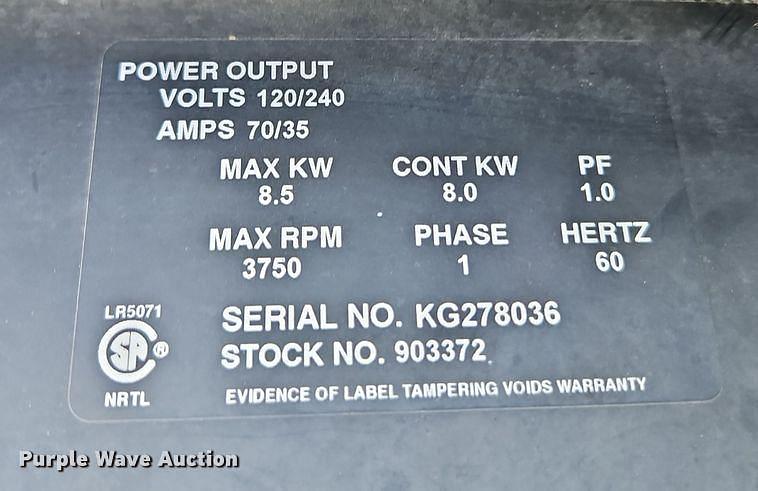 POWER OUTPUT
VOLTS 120/240
AMPS 70/35
MAX KW CONT KW PF
8.5 8.0 1.0
MAX RPM PHASE HERTZ
3750 1 60
LR5071
SERIAL NO. KG278036
SA ®
STOCK NO. 903372
NRTL EVIDENCE OF LABEL TAMPERING VOIDS WARRANTY
Purple Wave Auction